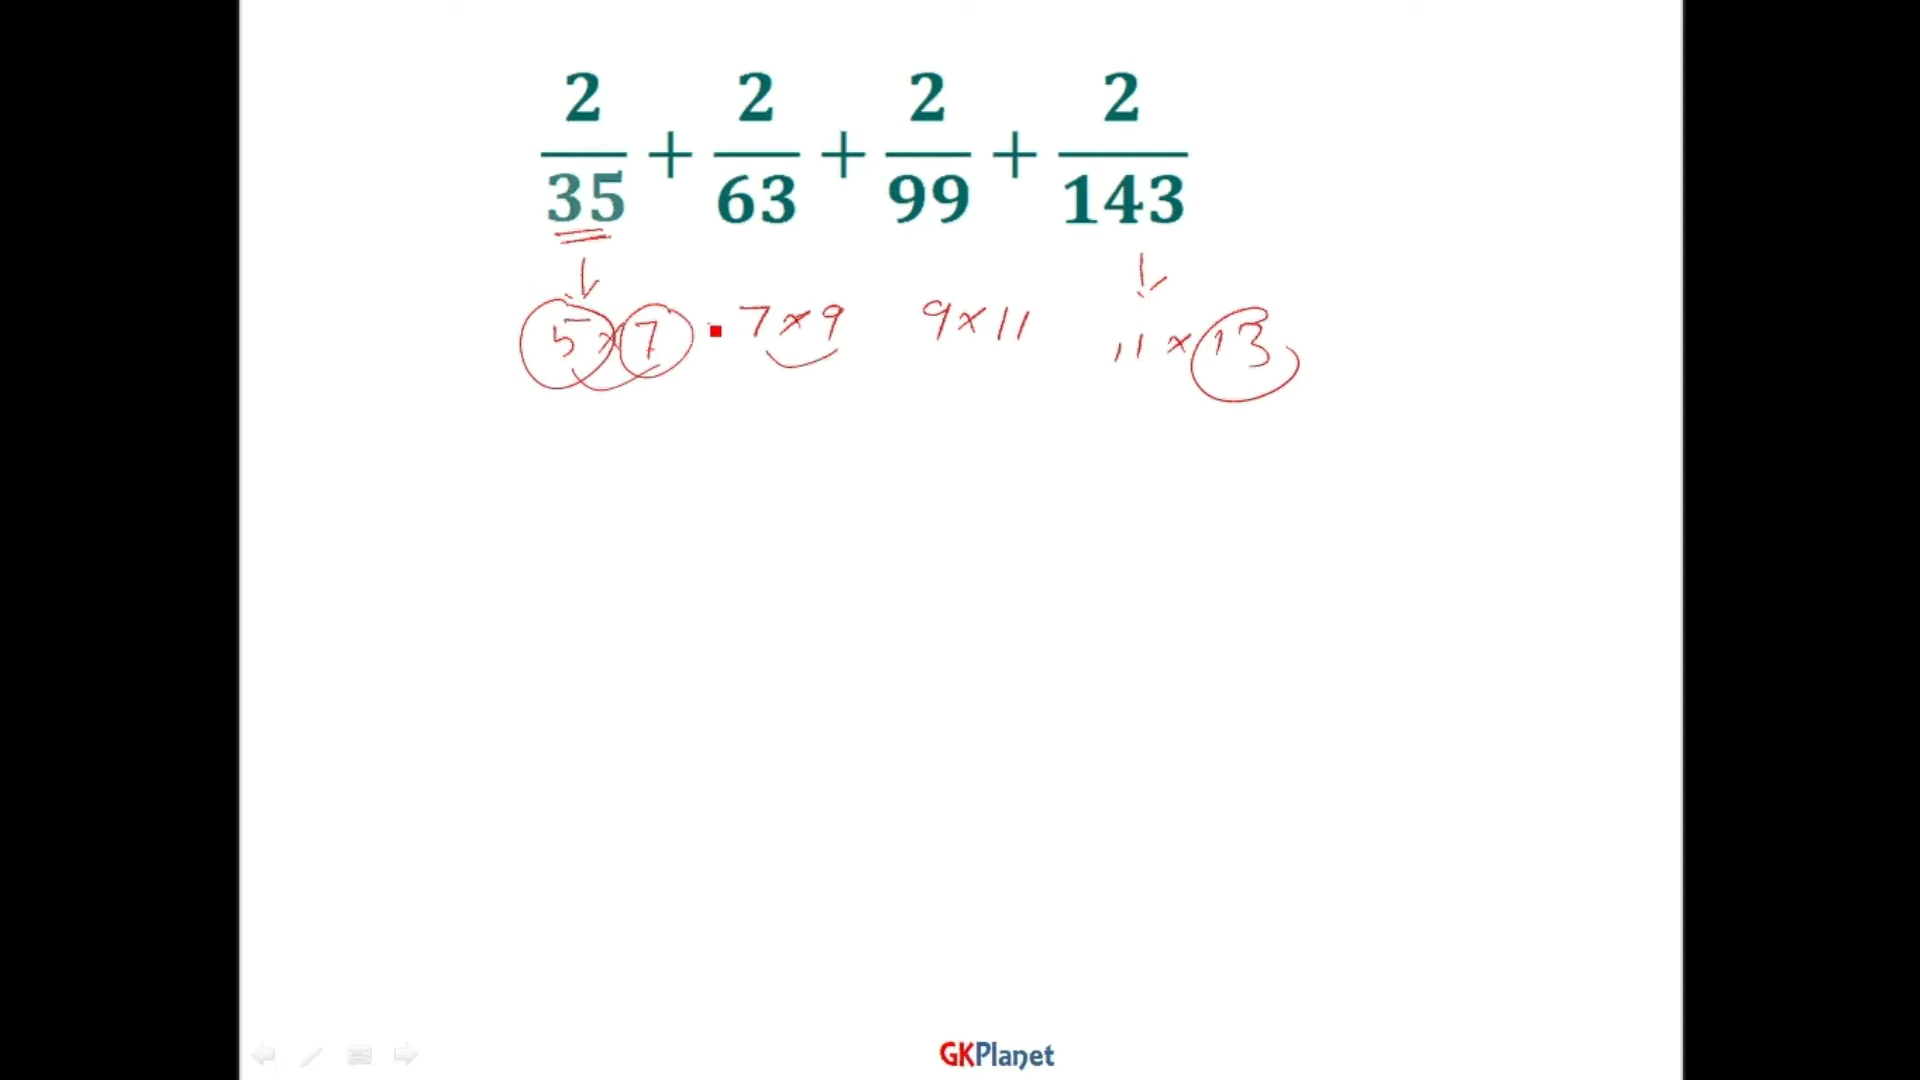 2/35 + 2/63 + 2/99 + 2/143
5×7 7×9 9×11 11×13
GKPlanet